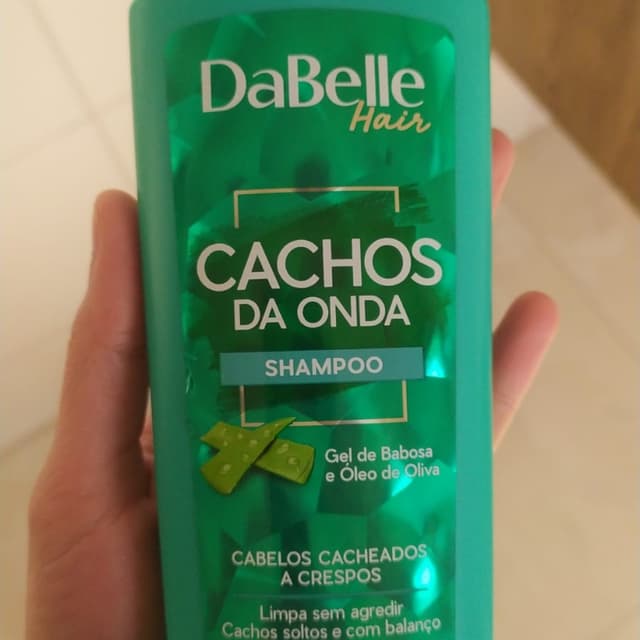 DaBelle
Hair
CACHOS
DA ONDA
SHAMPOO
Gel de Babosa
e Óleo de Oliva
CABELOS CACHEADOS
A CRESPOS
Limpa sem agredir
Cachos soltos e com balanço